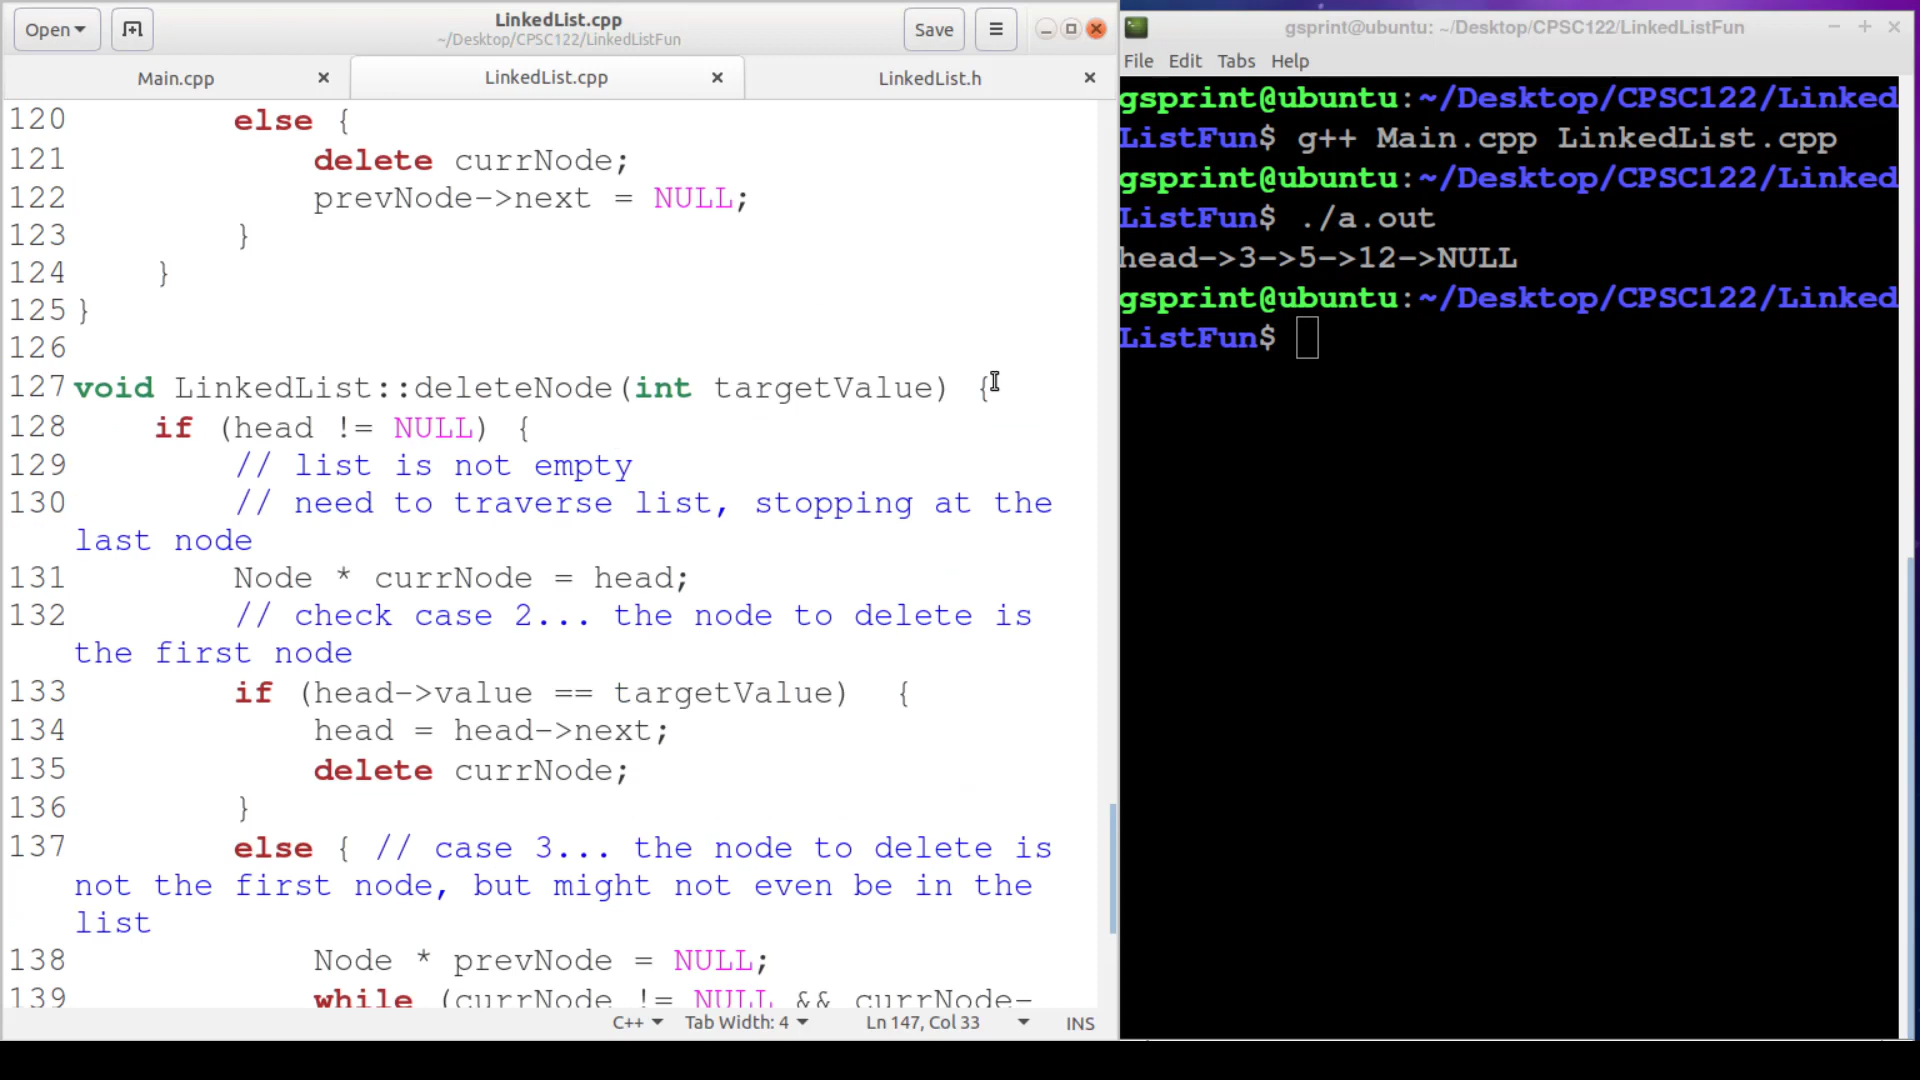 Open
LinkedList.cpp
~/Desktop/CPSC122/LinkedListFun
Save
Main.cpp
LinkedList.cpp
LinkedList.h
120 else {
121 delete currNode;
122 prevNode->next = NULL;
123 }
124 }
125 }
126
127 void LinkedList::deleteNode(int targetValue) {
128 if (head != NULL) {
129 // list is not empty
130 // need to traverse list, stopping at the
last node
131 Node * currNode = head;
132 // check case 2... the node to delete is
the first node
133 if (head->value == targetValue) {
134 head = head->next;
135 delete currNode;
136 }
137 else { // case 3... the node to delete is
not the first node, but might not even be in the
list
138 Node * prevNode = NULL;
139 while (currNode != NULL && currNode-
C++ Tab Width: 4 Ln 147, Col 33 INS
gsprint@ubuntu: ~/Desktop/CPSC122/LinkedListFun
File Edit Tabs Help
gsprint@ubuntu:~/Desktop/CPSC122/Linked
ListFun$ g++ Main.cpp LinkedList.cpp
gsprint@ubuntu:~/Desktop/CPSC122/Linked
ListFun$ ./a.out
head->3->5->12->NULL
gsprint@ubuntu:~/Desktop/CPSC122/Linked
ListFun$